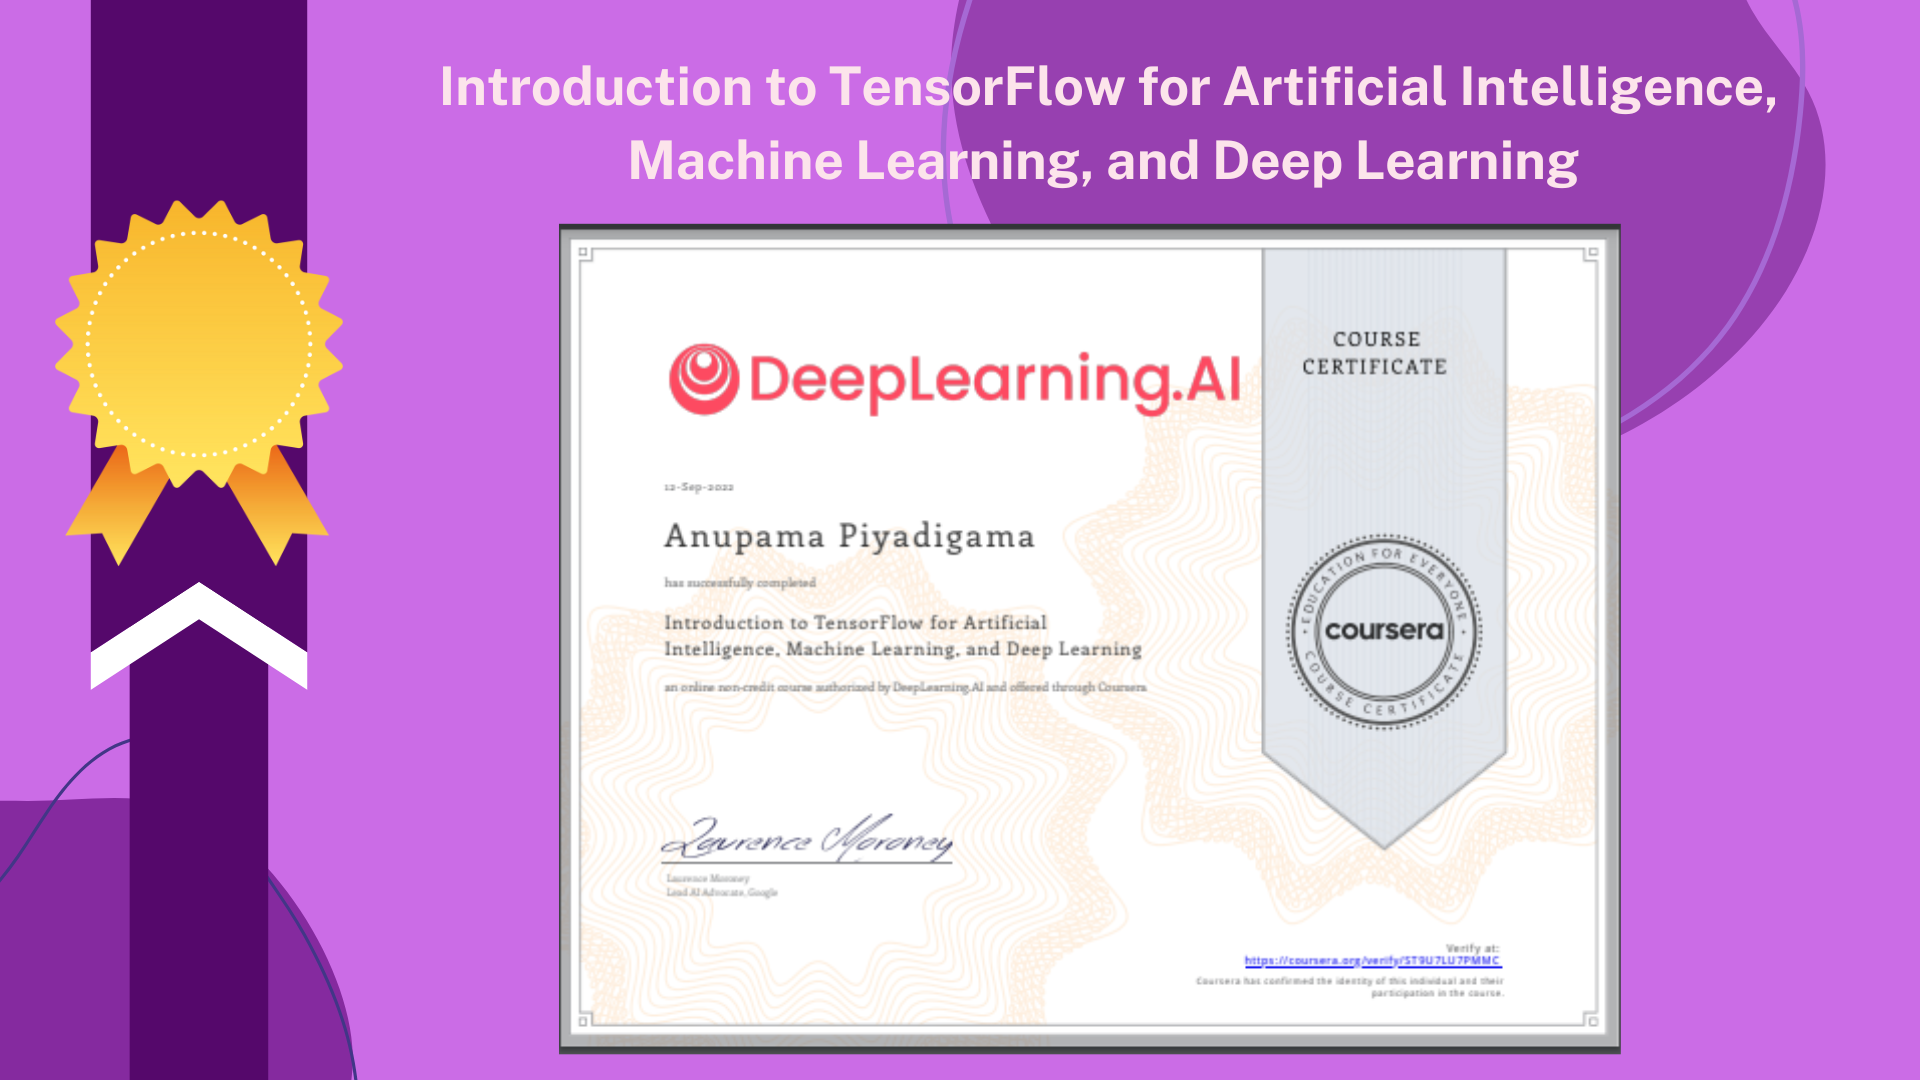 Introduction to TensorFlow for Artificial Intelligence,
Machine Learning, and Deep Learning
DeepLearning.AI
COURSE
CERTIFICATE
12-Sep-2022
Anupama Piyadigama
has successfully completed
Introduction to TensorFlow for Artificial
Intelligence, Machine Learning, and Deep Learning
an online non-credit course authorized by DeepLearning.AI and offered through Coursera
EDUCATION FOR EVERYONE
coursera
COURSE CERTIFICATE
Laurence Moroney
Laurence Moroney
Lead AI Advocate, Google
Verify at:
https://coursera.org/verify/ST9U7LU7PMMC
Coursera has confirmed the identity of this individual and their
participation in the course.